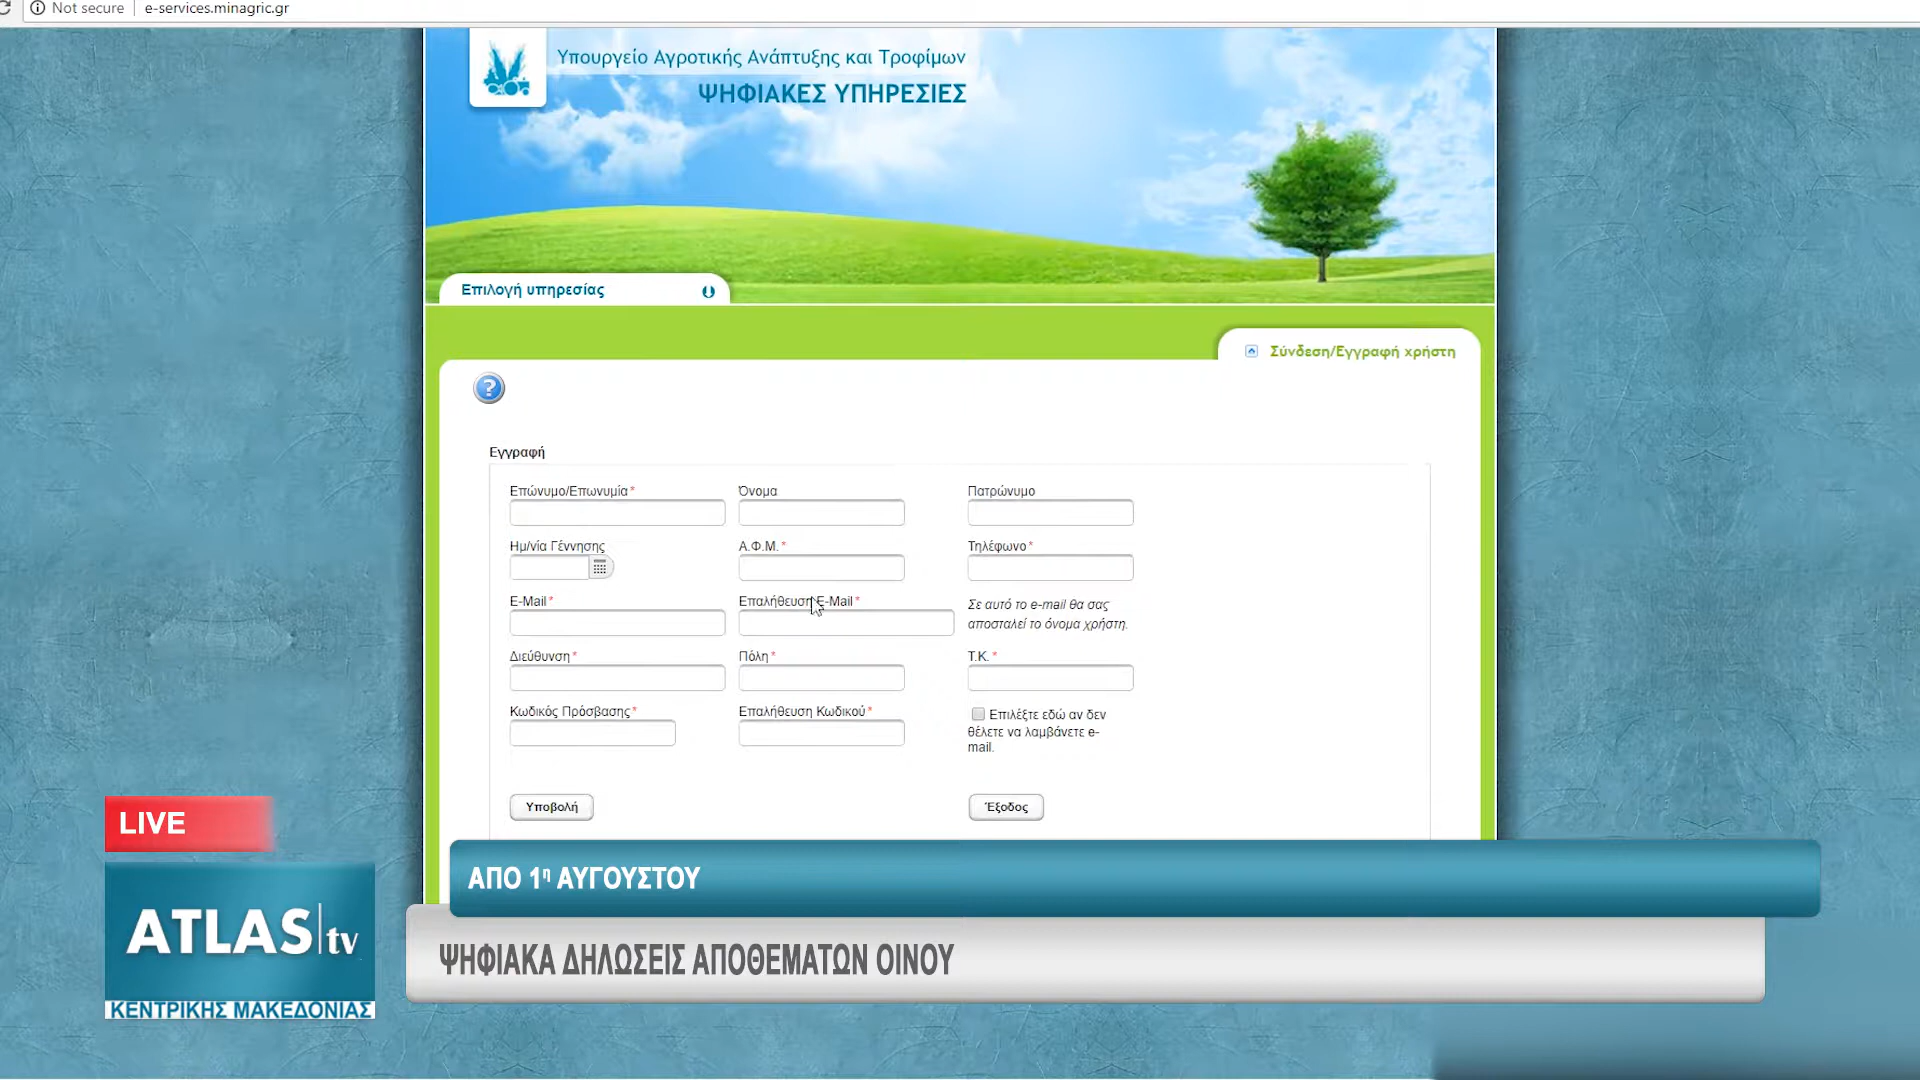 Not secure | e-services.minagric.gr
Υπουργείο Αγροτικής Ανάπτυξης και Τροφίμων
ΨΗΦΙΑΚΕΣ ΥΠΗΡΕΣΙΕΣ
Επιλογή υπηρεσίας
Σύνδεση/Εγγραφή χρήστη
?
Εγγραφή
Επώνυμο/Επωνυμία* Όνομα Πατρώνυμο
Ημ/νία Γέννησης Α.Φ.Μ.* Τηλέφωνο*
E-Mail* Επαλήθευση E-Mail* Σε αυτό το e-mail θα σας
αποσταλεί το όνομα χρήστη.
Διεύθυνση* Πόλη* Τ.Κ.*
Κωδικός Πρόσβασης* Επαλήθευση Κωδικού* Επιλέξτε εδώ αν δεν
θέλετε να λαμβάνετε e-
mail.
Υποβολή Έξοδος
LIVE
ΑΠΟ 1η ΑΥΓΟΥΣΤΟΥ
ATLAS|tv
ΨΗΦΙΑΚΑ ΔΗΛΩΣΕΙΣ ΑΠΟΘΕΜΑΤΩΝ ΟΙΝΟΥ
ΚΕΝΤΡΙΚΗΣ ΜΑΚΕΔΟΝΙΑΣ